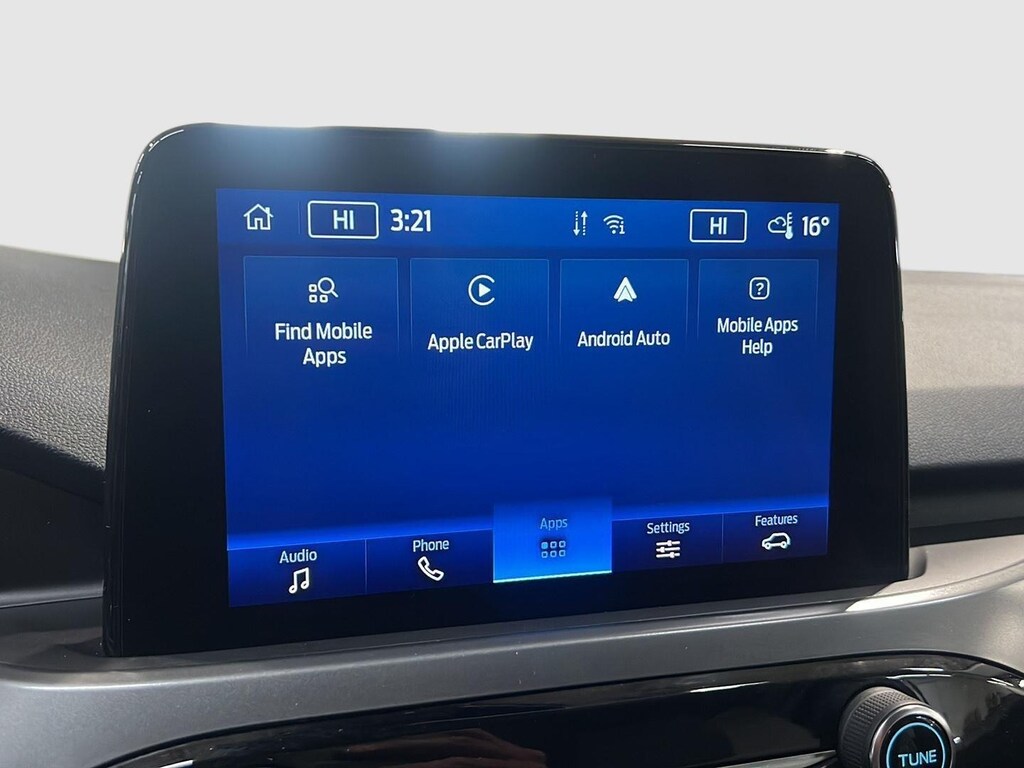 HI 3:21 HI 16°
Find Mobile
Apps
Apple CarPlay
Android Auto
Mobile Apps
Help
Audio
Phone
Apps
Settings
Features
TUNE